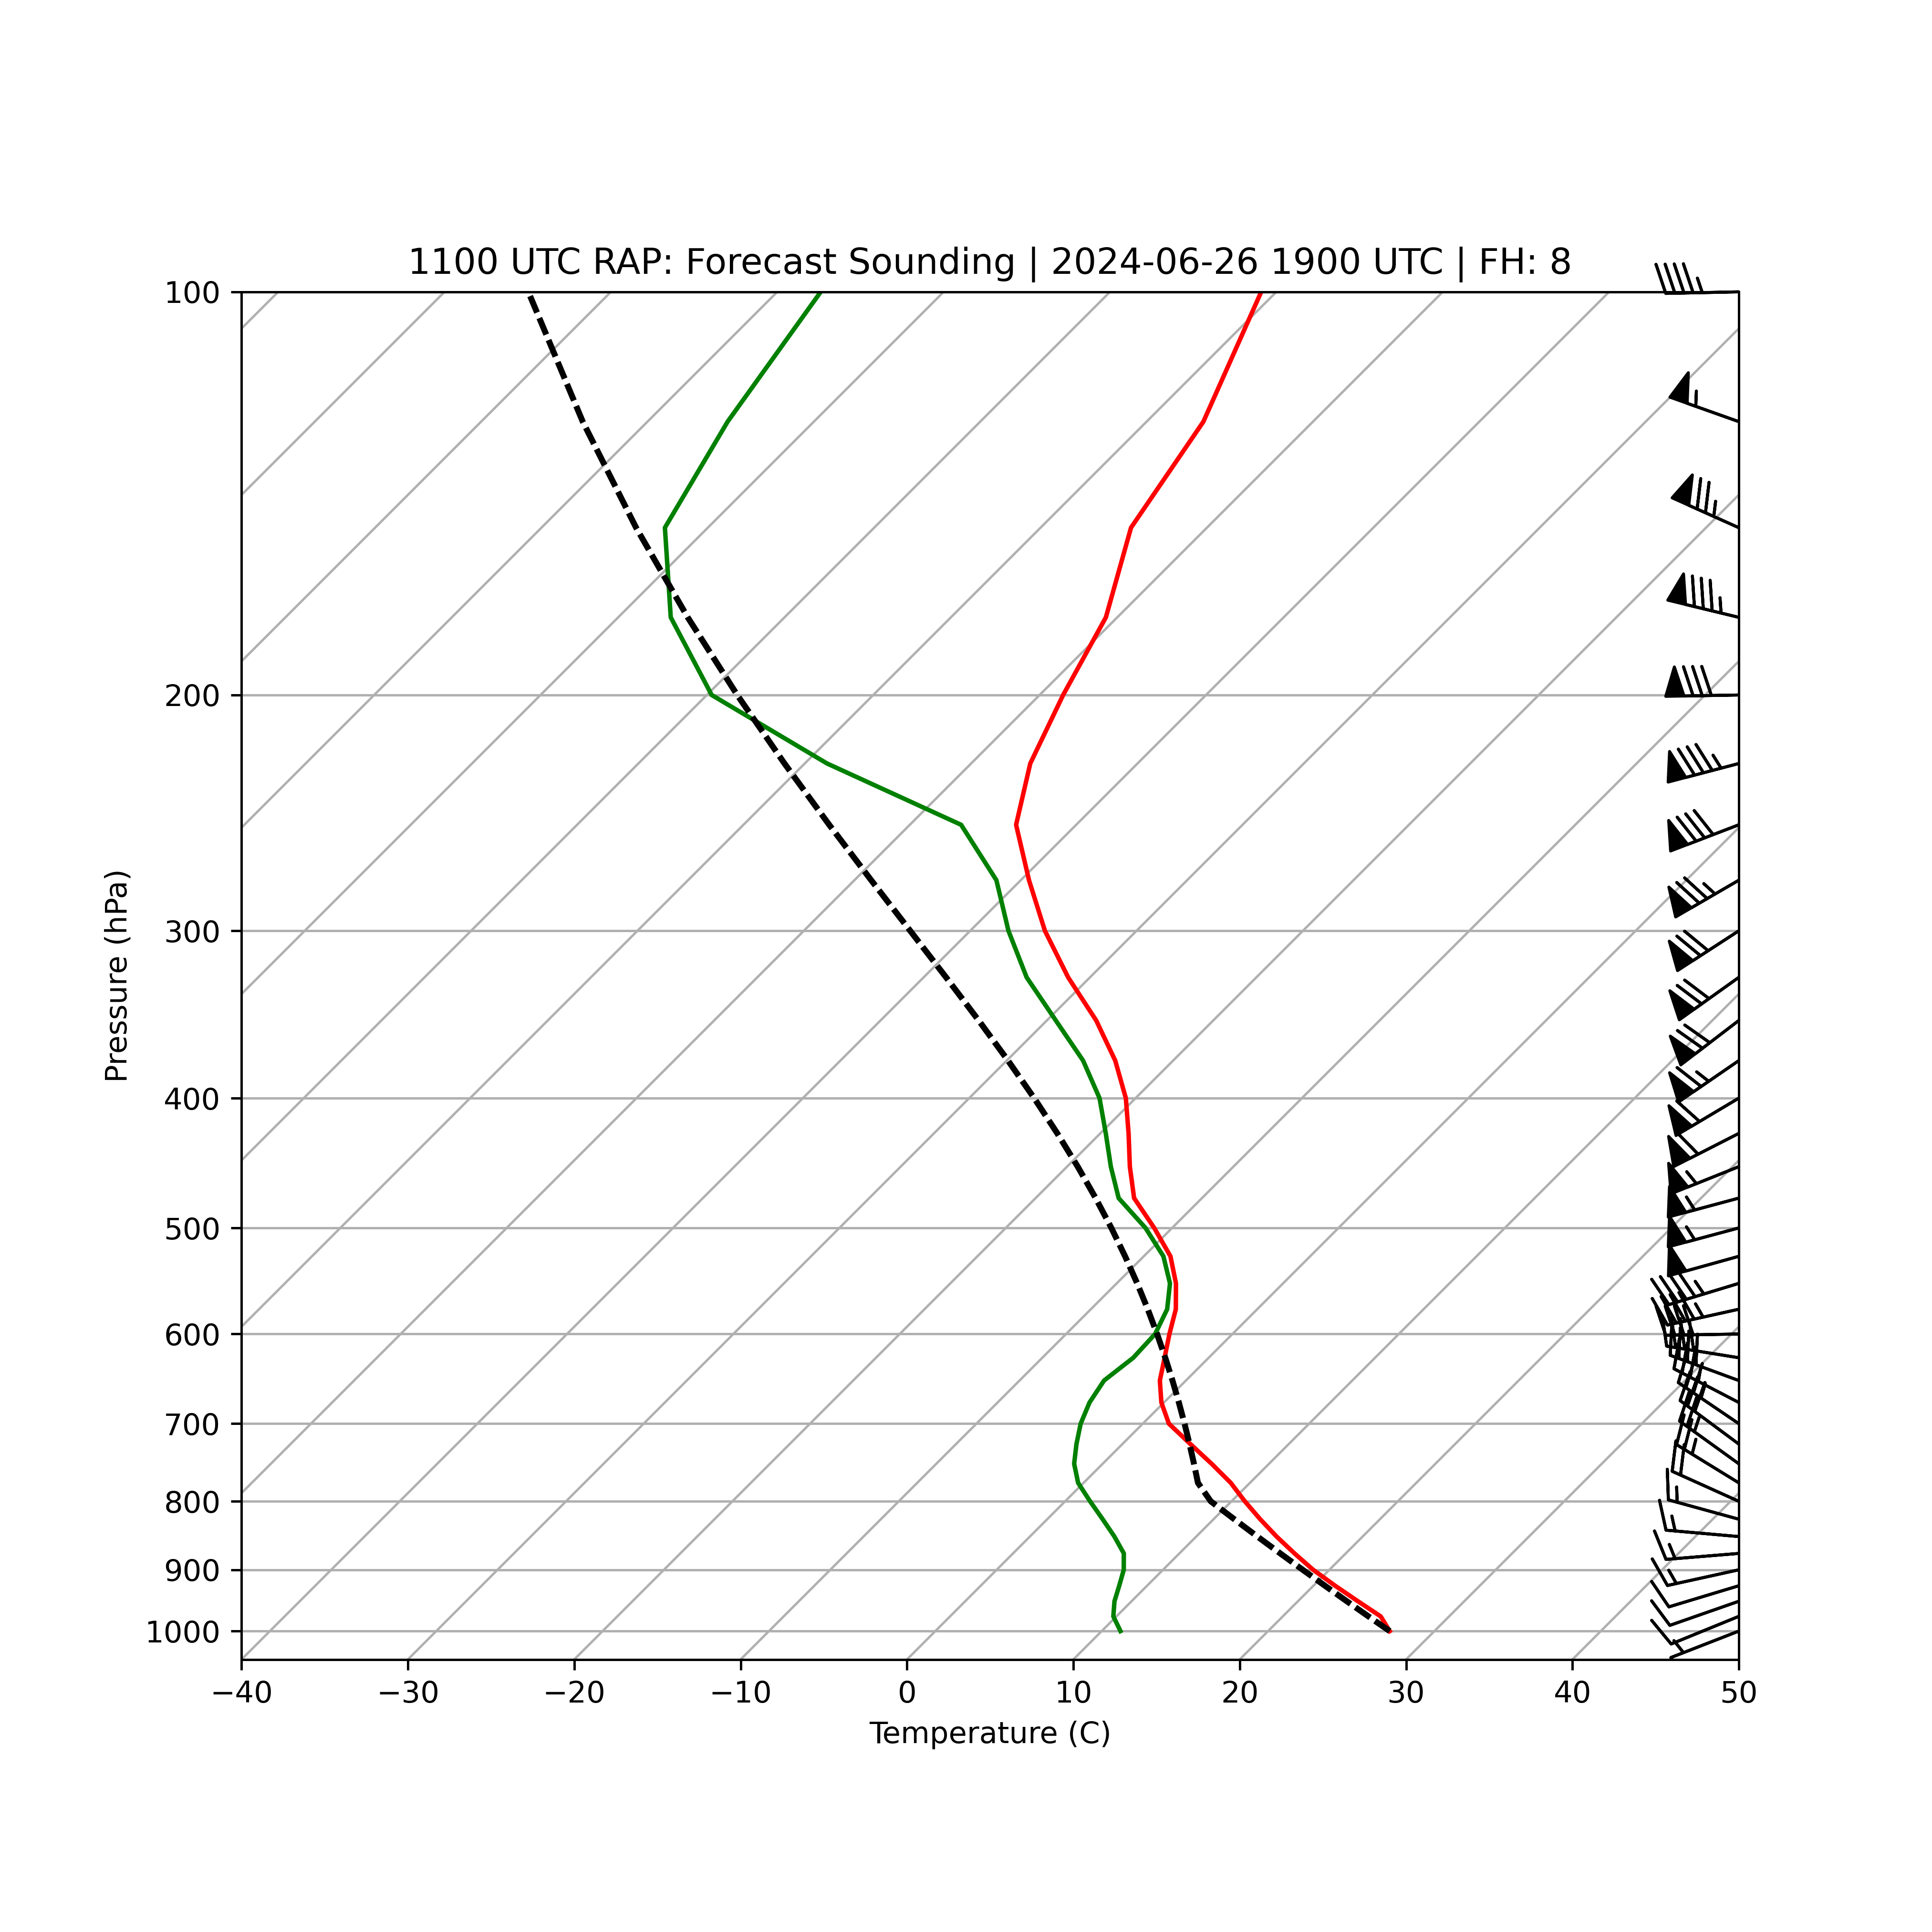 1100 UTC RAP: Forecast Sounding | 2024-06-26 1900 UTC | FH: 8
100
200
300
400
500
600
700
800
900
1000
Pressure (hPa)
−40 −30 −20 −10 0 10 20 30 40 50
Temperature (C)